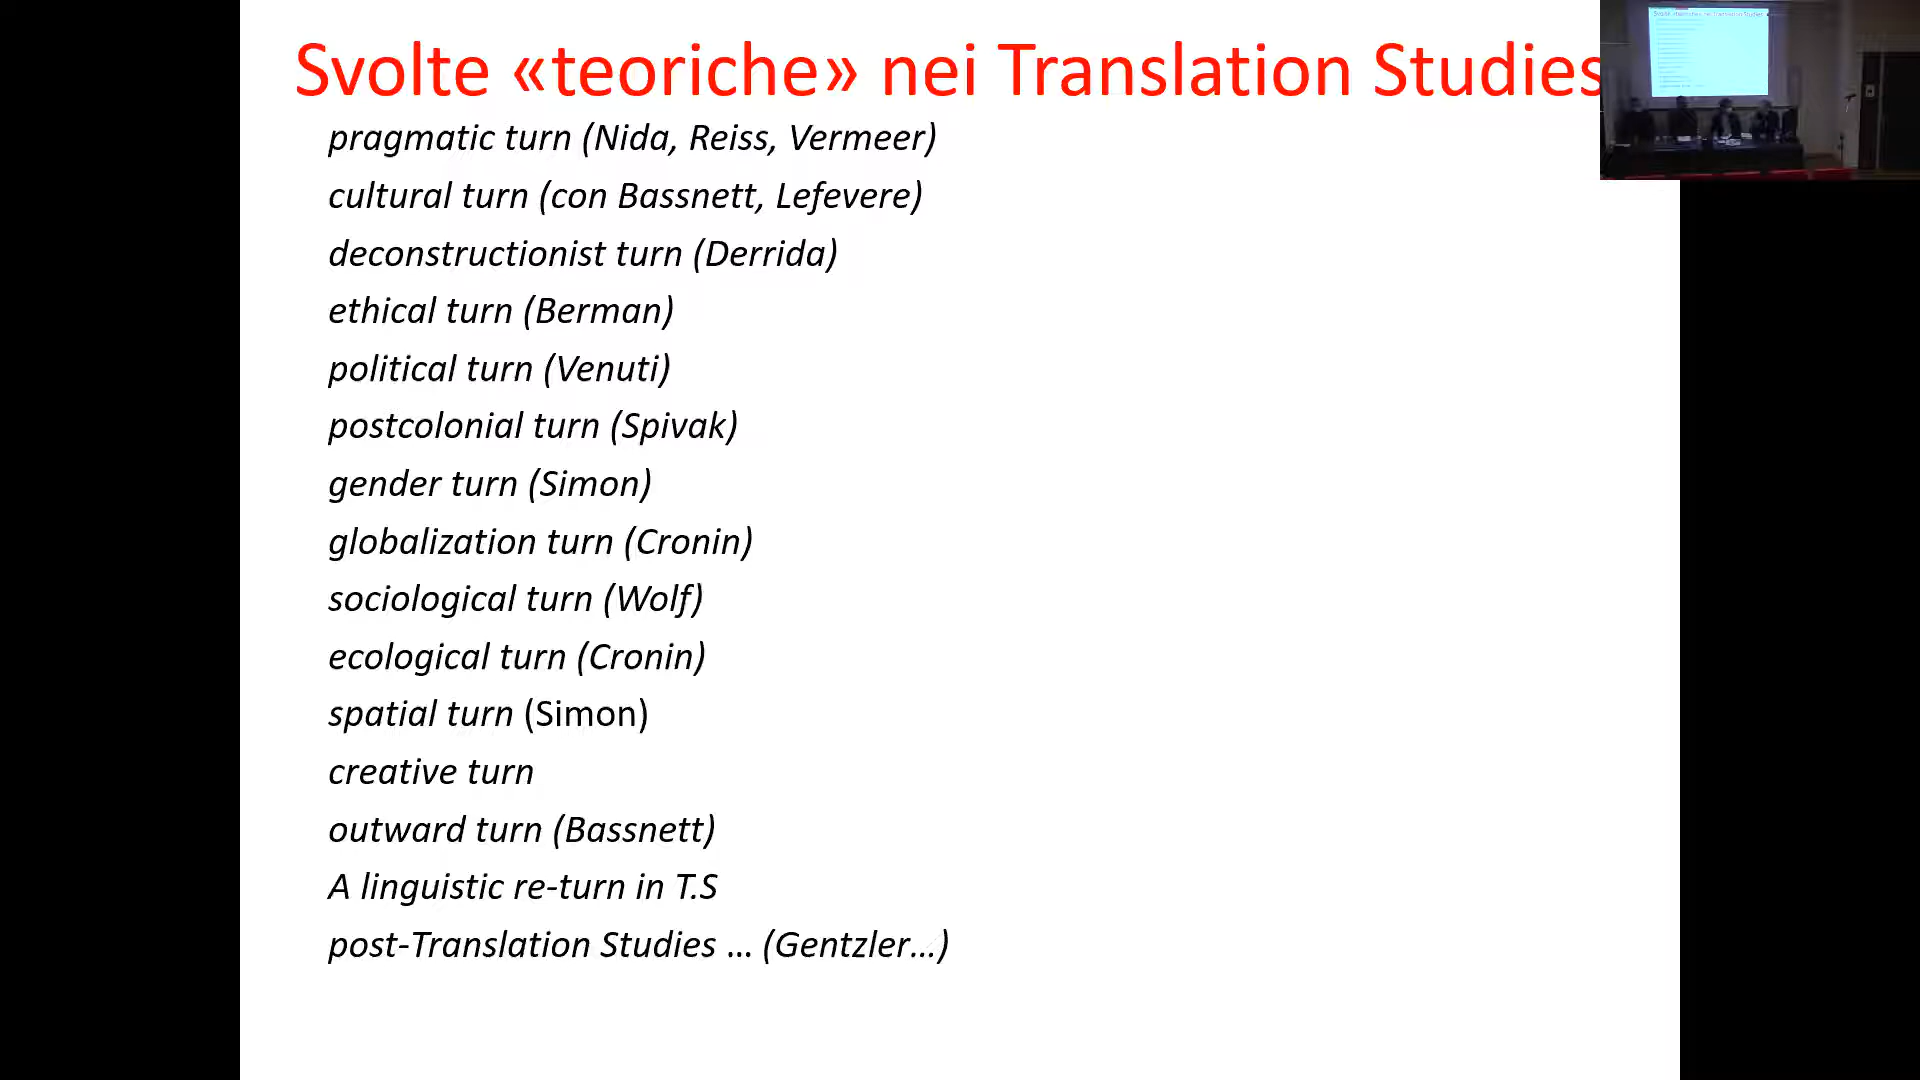 Svolte «teoriche» nei Translation Studies
pragmatic turn (Nida, Reiss, Vermeer)
cultural turn (con Bassnett, Lefevere)
deconstructionist turn (Derrida)
ethical turn (Berman)
political turn (Venuti)
postcolonial turn (Spivak)
gender turn (Simon)
globalization turn (Cronin)
sociological turn (Wolf)
ecological turn (Cronin)
spatial turn (Simon)
creative turn
outward turn (Bassnett)
A linguistic re-turn in T.S
post-Translation Studies ... (Gentzler...)